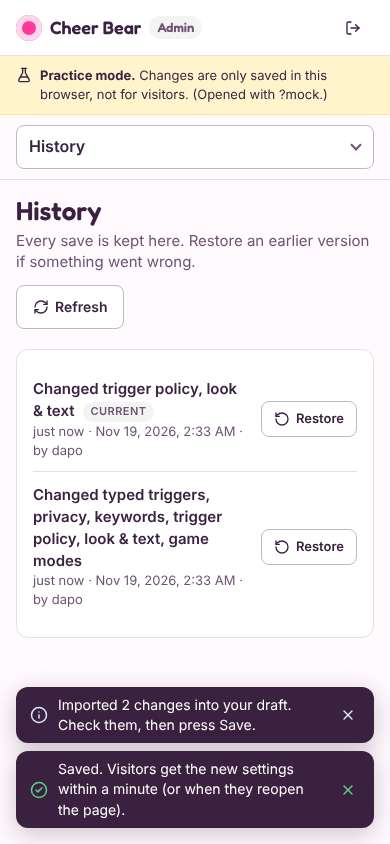 Cheer Bear Admin
Practice mode. Changes are only saved in this
browser, not for visitors. (Opened with ?mock.)
History
History
Every save is kept here. Restore an earlier version
if something went wrong.
Refresh
Changed trigger policy, look
& text CURRENT
just now · Nov 19, 2026, 2:33 AM ·
by dapo
Restore
Changed typed triggers,
privacy, keywords, trigger
policy, look & text, game
modes
just now · Nov 19, 2026, 2:33 AM ·
by dapo
Restore
Imported 2 changes into your draft.
Check them, then press Save.
Saved. Visitors get the new settings
within a minute (or when they reopen
the page).